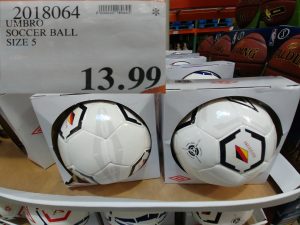 2018064
UMBRO
SOCCER BALL
SIZE 5
13.99